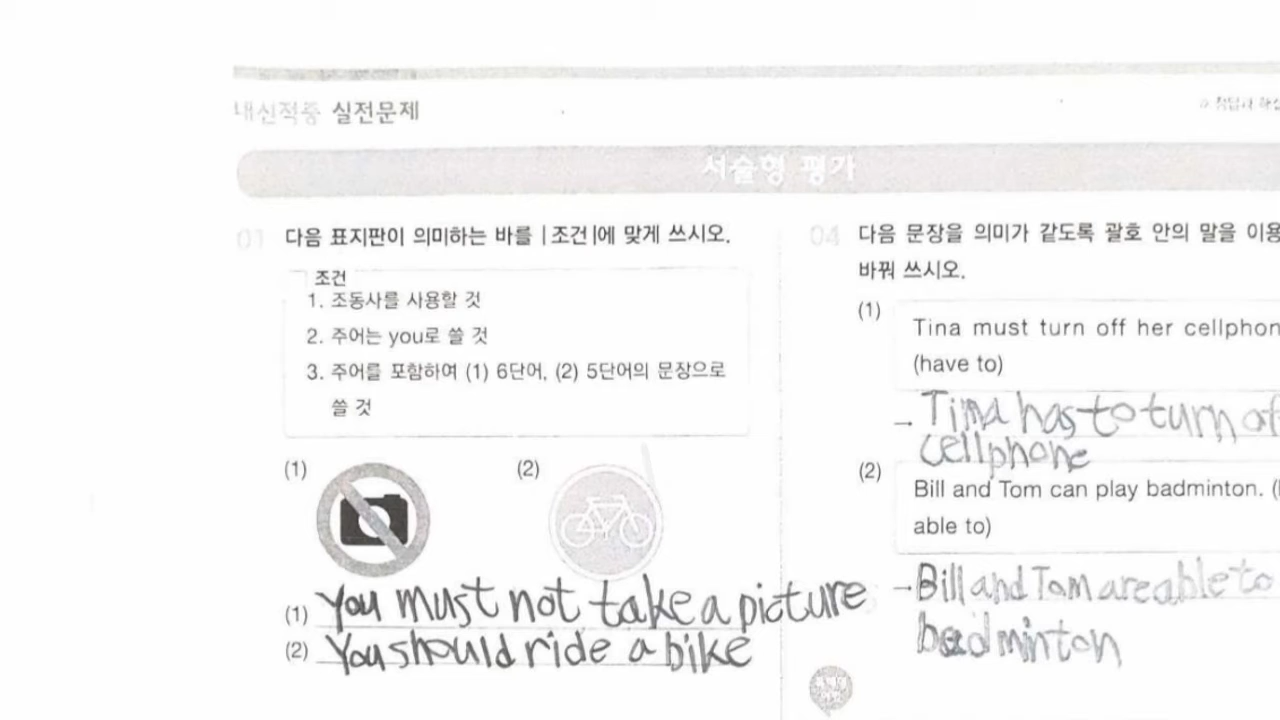 내신적중 실전문제
서술형 평가
01 다음 표지판이 의미하는 바를 |조건|에 맞게 쓰시오.
조건
1. 조동사를 사용할 것
2. 주어는 you로 쓸 것
3. 주어를 포함하여 (1) 6단어, (2) 5단어의 문장으로
쓸 것
(1)
(2)
(1) You must not take a picture
(2) You should ride a bike
04 다음 문장을 의미가 같도록 괄호 안의 말을 이용
바꿔 쓰시오.
(1)
Tina must turn off her cellphon
(have to)
→ Tina has to turn of
cellphone
(2)
Bill and Tom can play badminton. (
able to)
→ Bill and Tom are able to
badminton